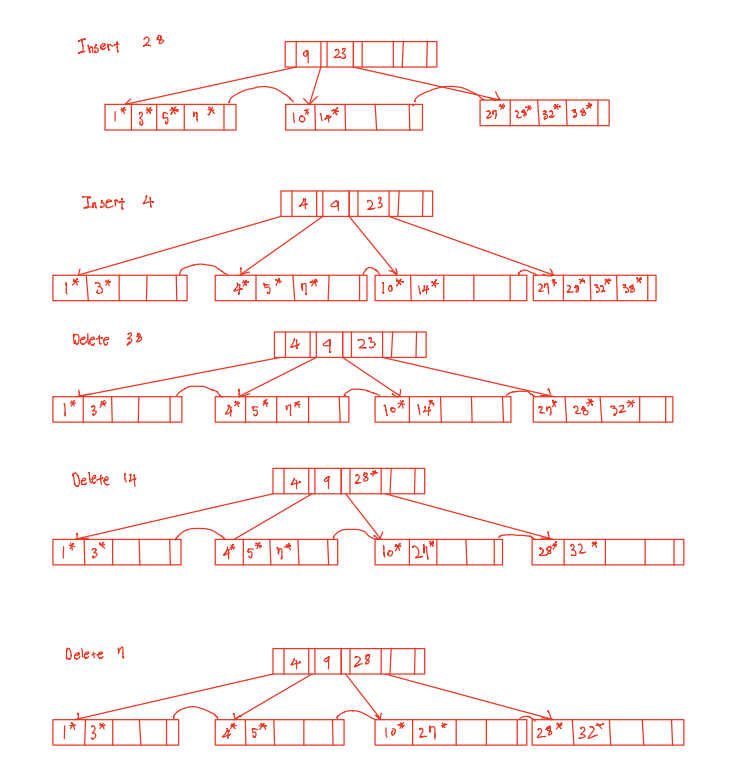 Insert 28
9 23
1* 3* 5* 7* 10* 14* 27* 28* 32* 38*
Insert 4
4 9 23
1* 3* 4* 5* 7* 10* 14* 27* 28* 32* 38*
Delete 38
4 9 23
1* 3* 4* 5* 7* 10* 14* 27* 28* 32*
Delete 14
4 9 28*
1* 3* 4* 5* 7* 10* 27* 28* 32*
Delete 7
4 9 28
1* 3* 4* 5* 10* 27* 28* 32*